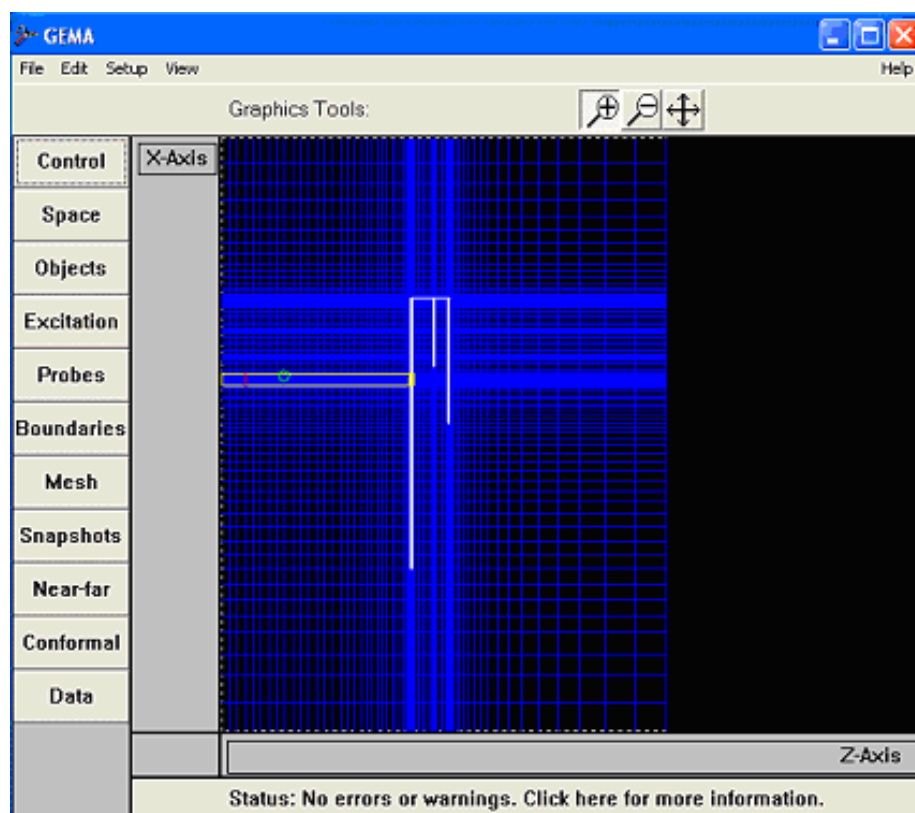 GEMA
File Edit Setup View Help
Graphics Tools:
Control
X-Axis
Space
Objects
Excitation
Probes
Boundaries
Mesh
Snapshots
Near-far
Conformal
Data
Z-Axis
Status: No errors or warnings. Click here for more information.